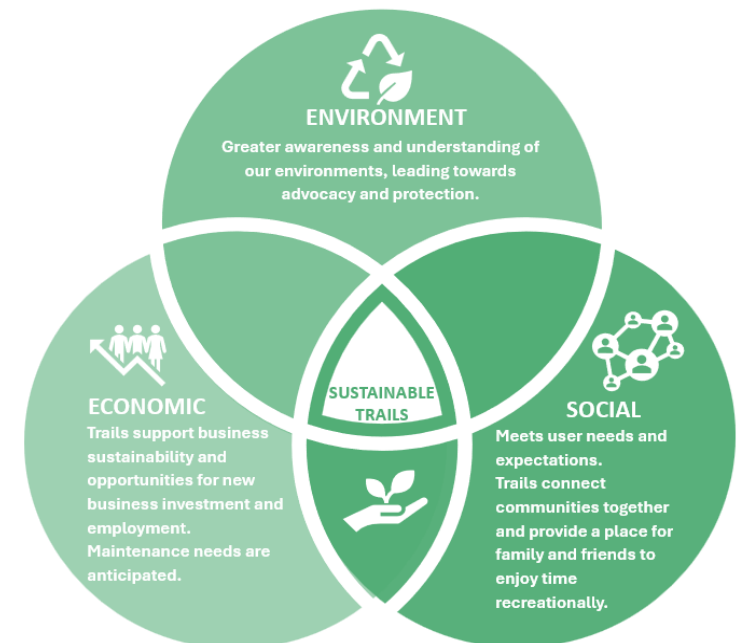 ENVIRONMENT
Greater awareness and understanding of
our environments, leading towards
advocacy and protection.
SUSTAINABLE
TRAILS
ECONOMIC
Trails support business
sustainability and
opportunities for new
business investment and
employment.
Maintenance needs are
anticipated.
SOCIAL
Meets user needs and
expectations.
Trails connect
communities together
and provide a place for
family and friends to
enjoy time
recreationally.